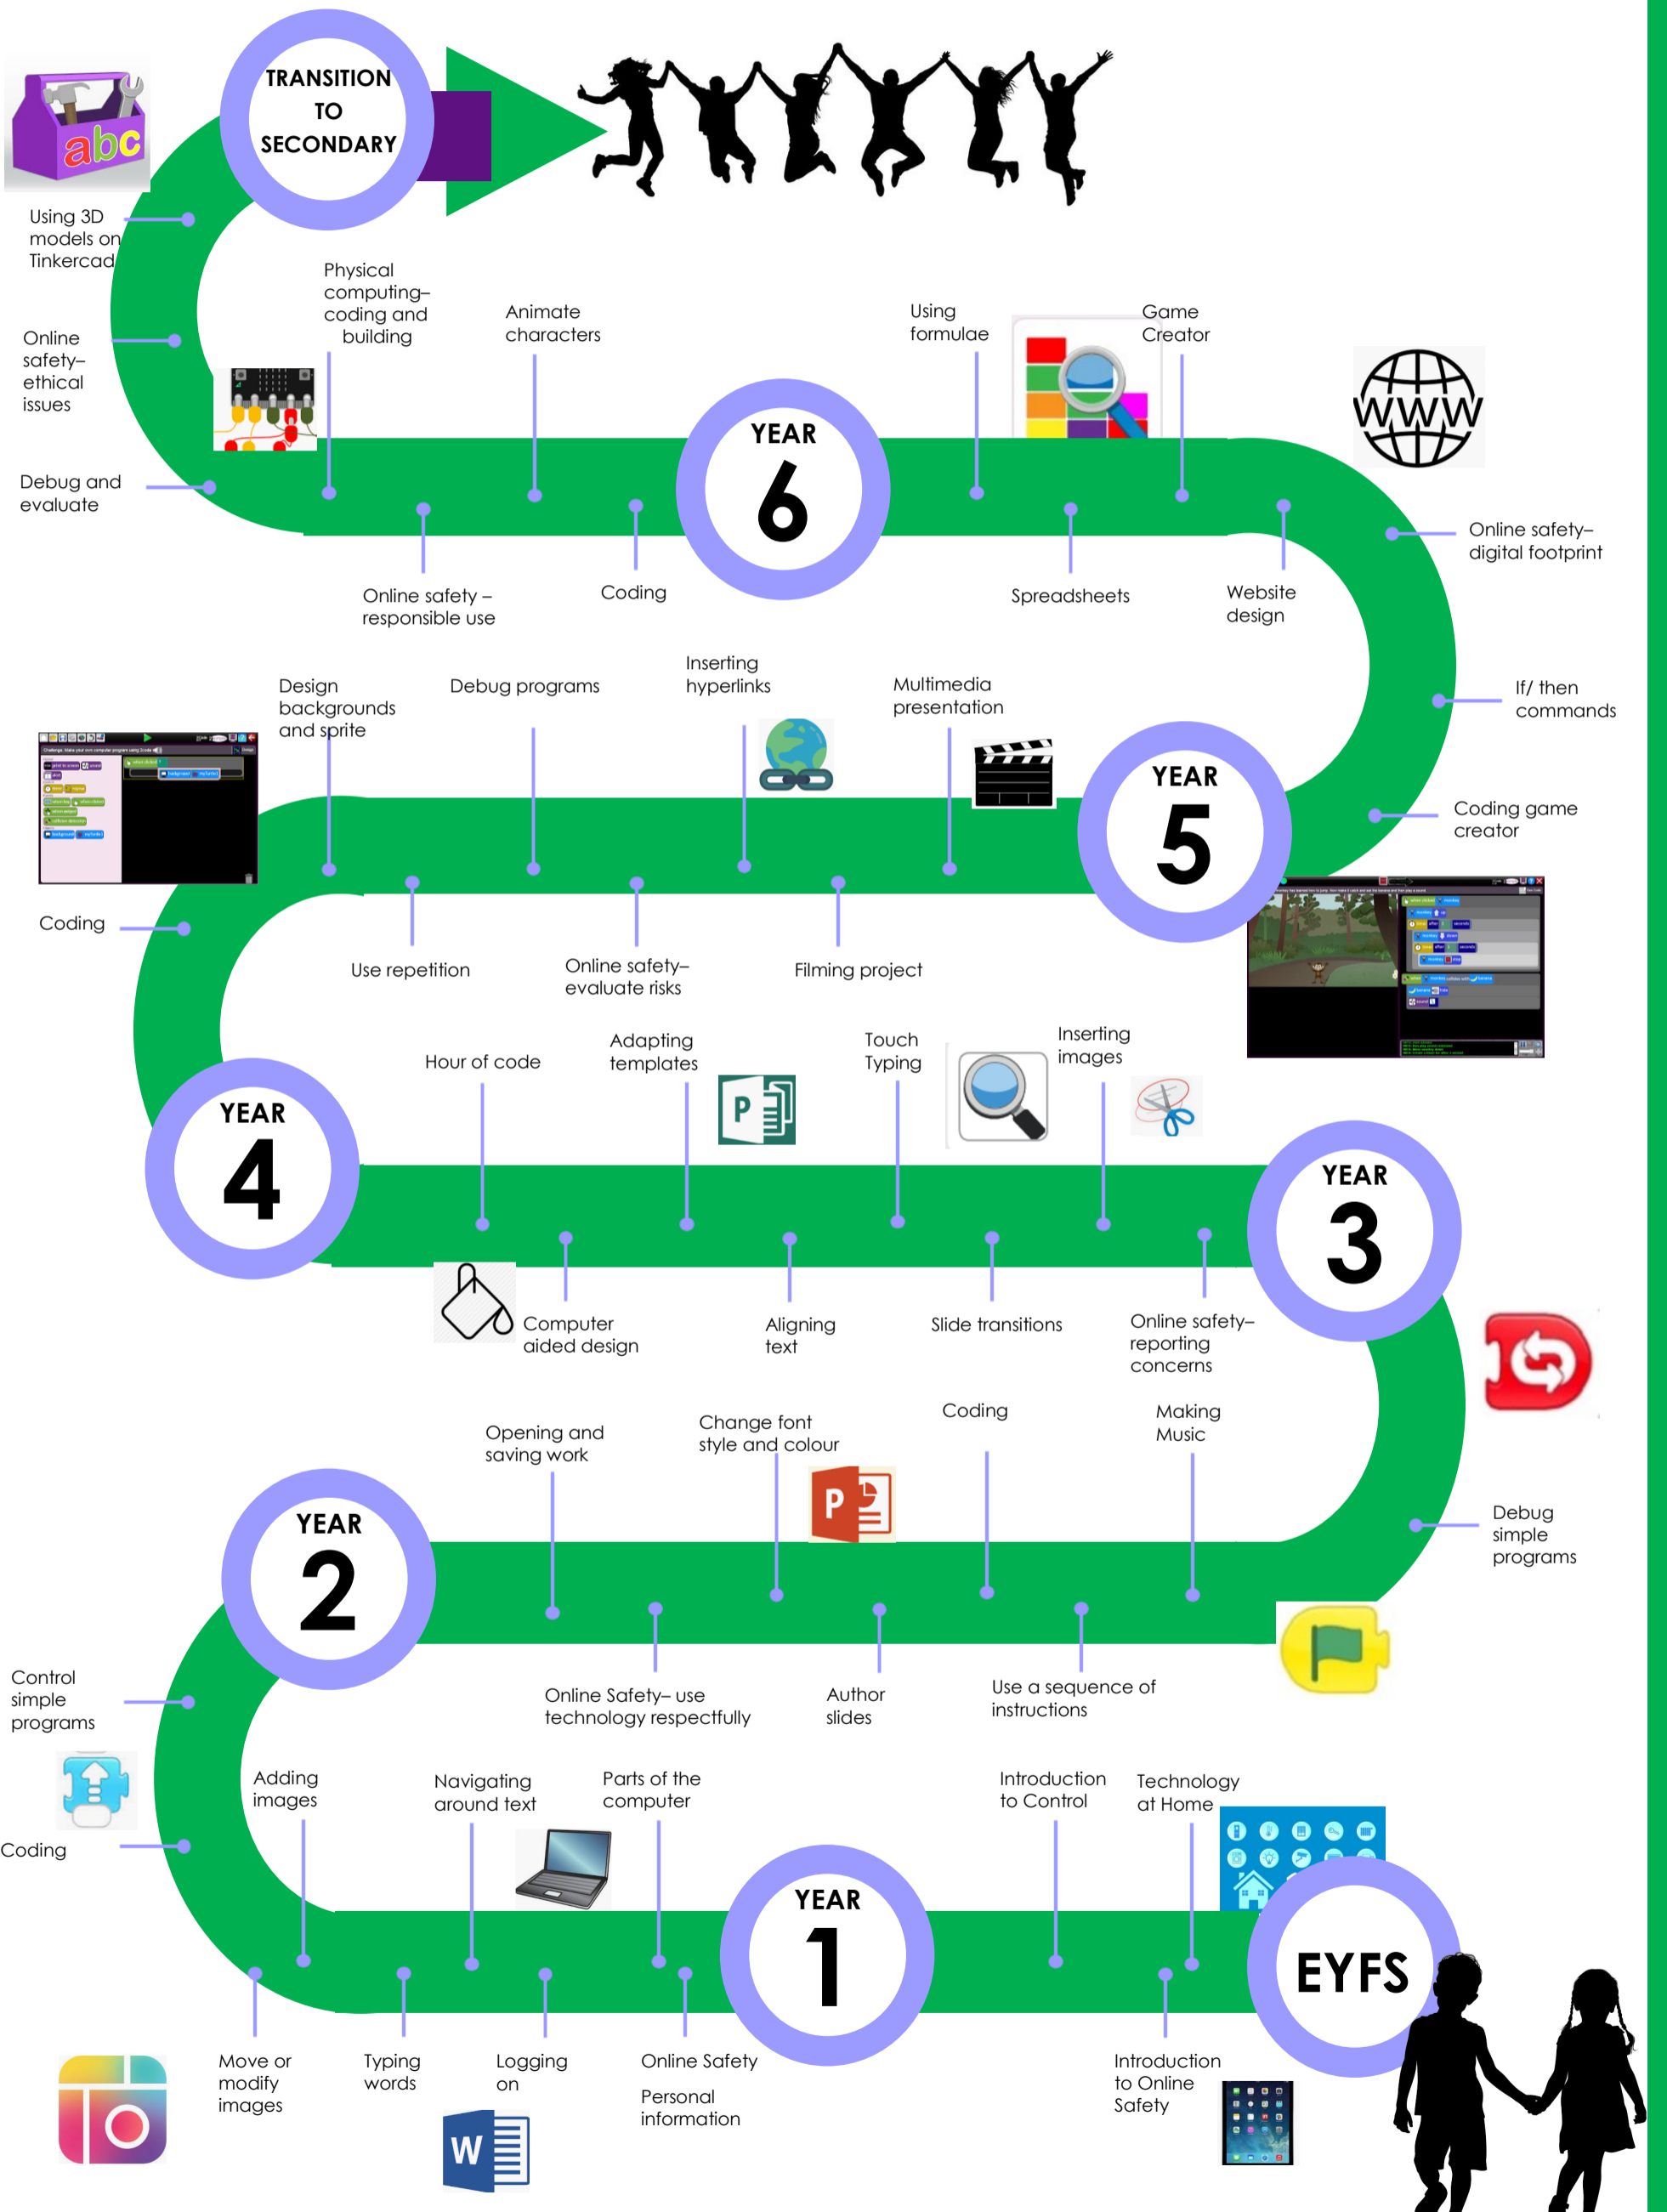 TRANSITION
TO
SECONDARY
abc
Using 3D
models on
Tinkercad
Physical
computing–
coding and
building
Animate
characters
Using
formulae
Game
Creator
Online
safety–
ethical
issues
WWW
YEAR
6
Debug and
evaluate
Online safety–
digital footprint
Online safety –
responsible use
Coding
Spreadsheets
Website
design
Design
backgrounds
and sprite
Debug programs
Inserting
hyperlinks
Multimedia
presentation
If/ then
commands
YEAR
5
Coding game
creator
Coding
Use repetition
Online safety–
evaluate risks
Filming project
Hour of code
Adapting
templates
Touch
Typing
Inserting
images
P
YEAR
4
YEAR
3
Computer
aided design
Aligning
text
Slide transitions
Online safety–
reporting
concerns
Opening and
saving work
Change font
style and colour
Coding
Making
Music
P
YEAR
2
Debug
simple
programs
Control
simple
programs
Online Safety– use
technology respectfully
Author
slides
Use a sequence of
instructions
Adding
images
Navigating
around text
Parts of the
computer
Introduction
to Control
Technology
at Home
Coding
YEAR
1
EYFS
Move or
modify
images
Typing
words
Logging
on
Online Safety
Personal
information
Introduction
to Online
Safety
W